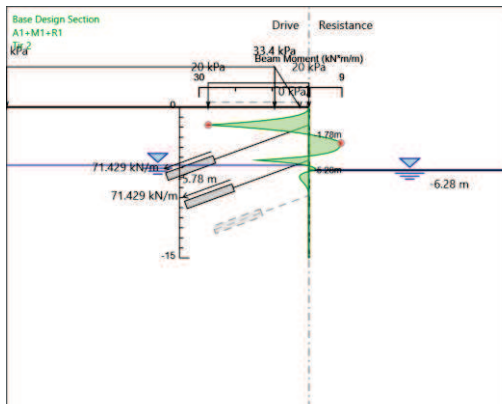 Base Design Section
A1+M1+R1
Tir 2
Drive Resistance
kPa
33.4 kPa
20 kPa
20 kPa
Beam Moment (kN*m/m)
30
9
0 kPa
0
-1.78m
71.429 kN/m
-5.78 m
-6.28m
-6.28 m
71.429 kN/m
-15